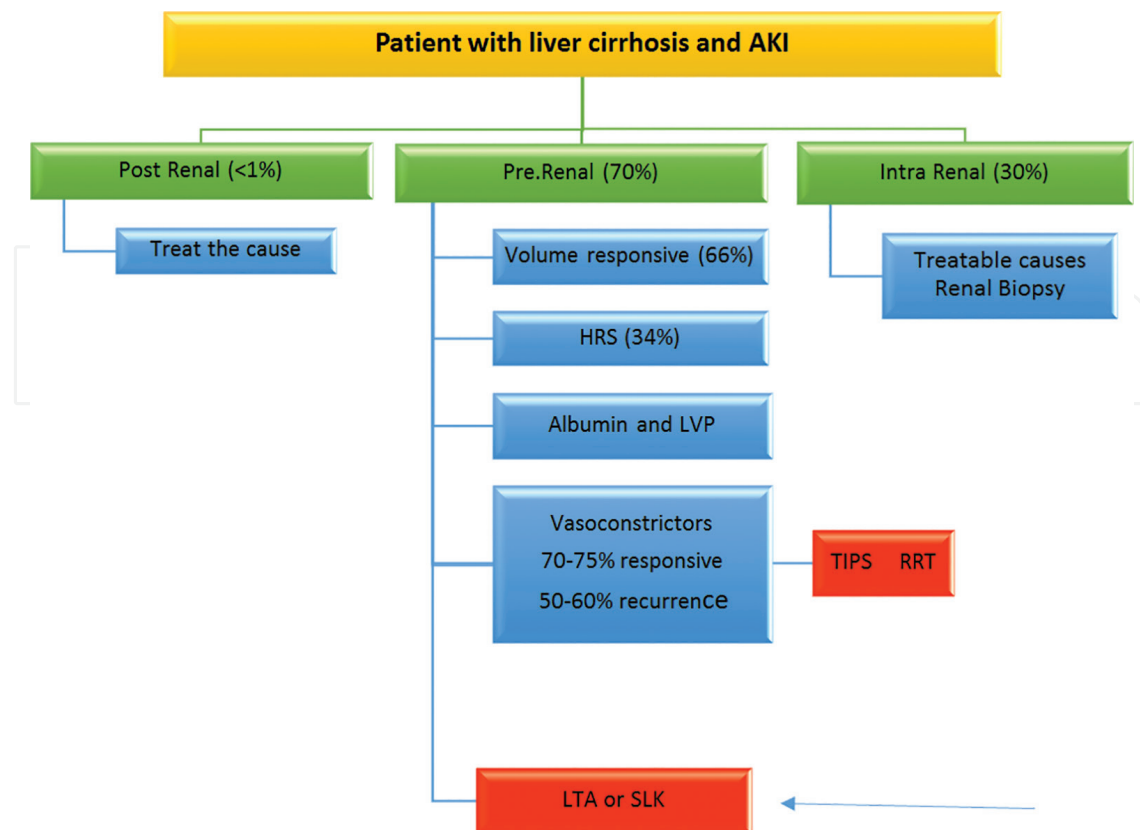 Patient with liver cirrhosis and AKI
Post Renal (<1%)
Treat the cause
Pre.Renal (70%)
Volume responsive (66%)
HRS (34%)
Albumin and LVP
Vasoconstrictors
70-75% responsive
50-60% recurrence
TIPS RRT
LTA or SLK
Intra Renal (30%)
Treatable causes
Renal Biopsy